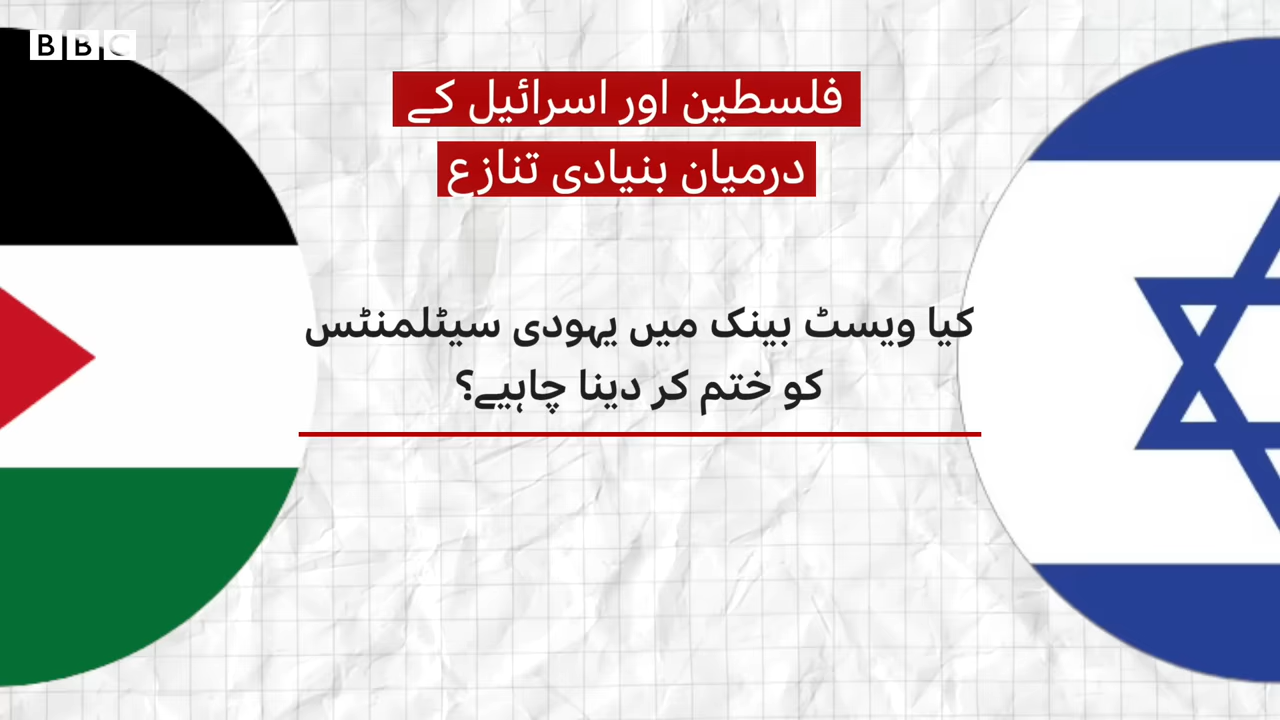 BBC
فلسطین اور اسرائیل کے
درمیان بنیادی تنازع
کیا ویسٹ بینک میں یہودی سیٹلمنٹس
کو ختم کر دینا چاہیے؟